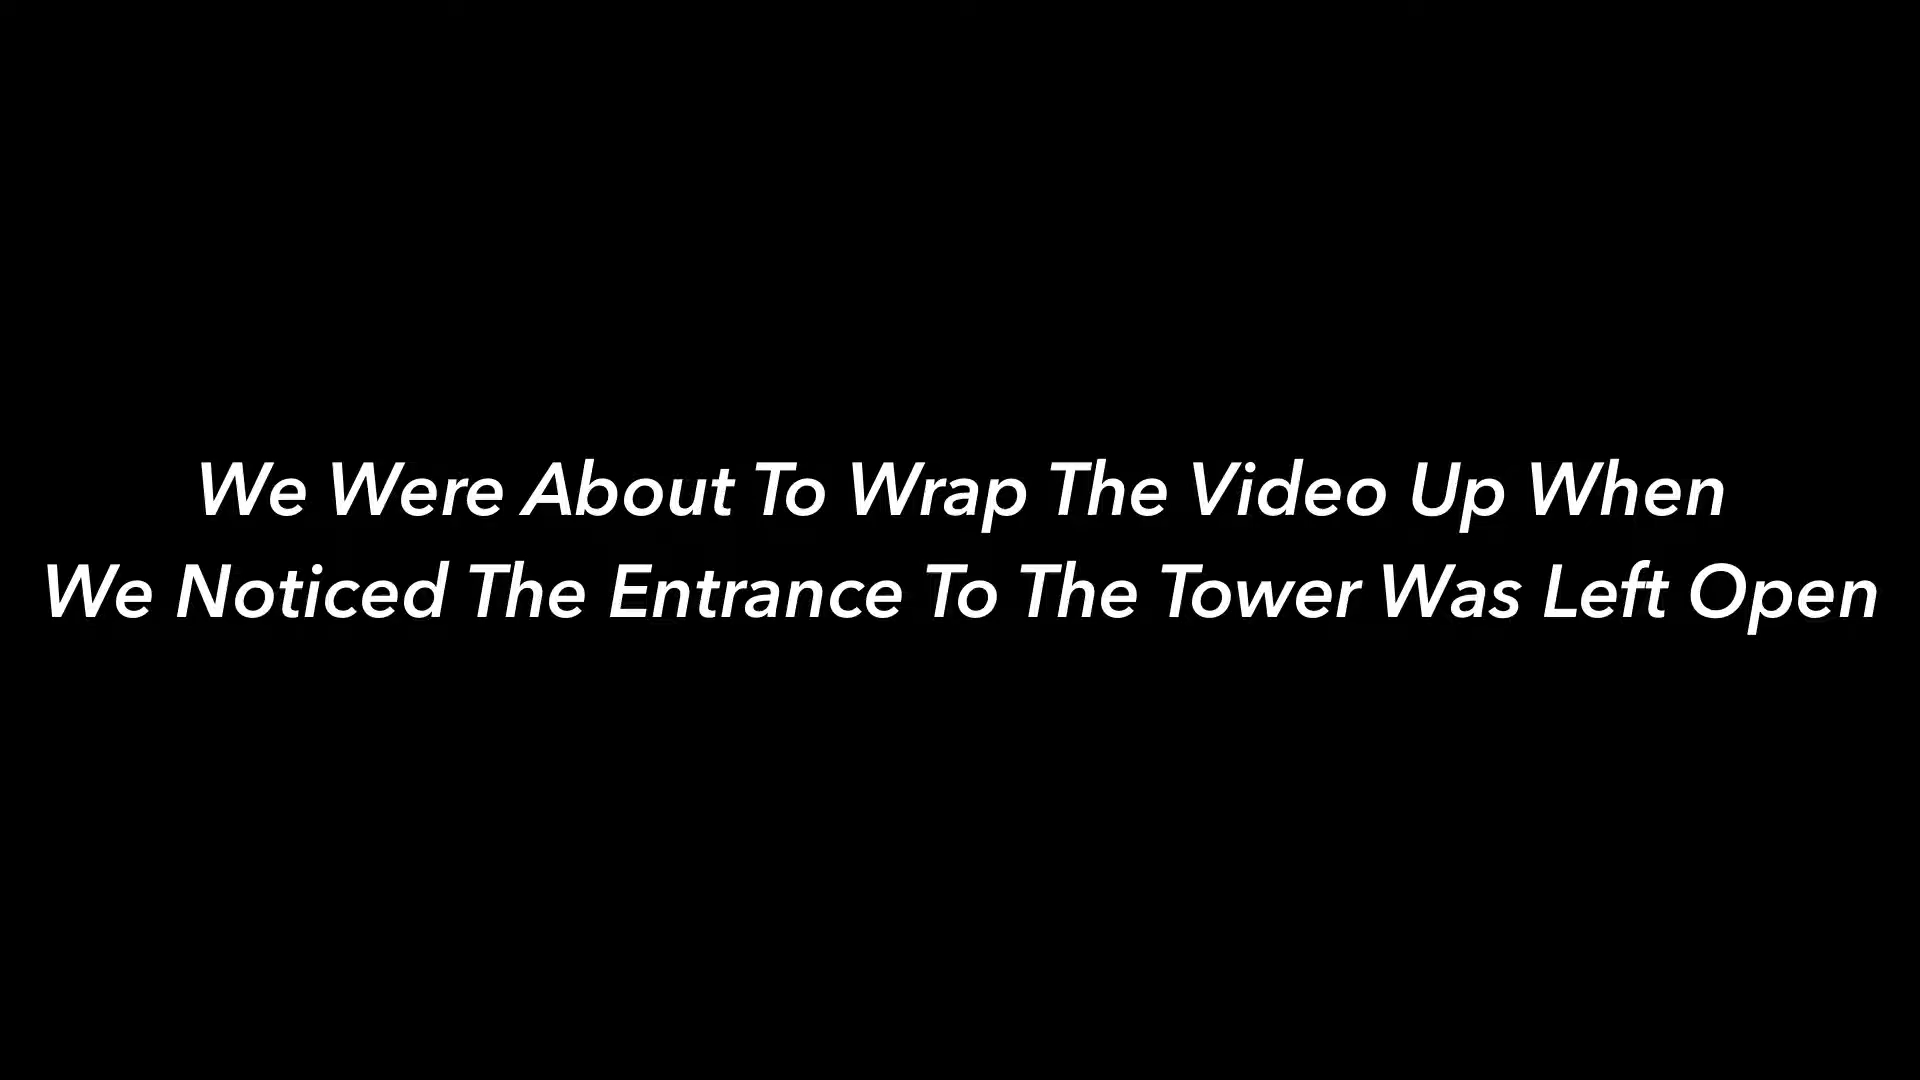 We Were About To Wrap The Video Up When
We Noticed The Entrance To The Tower Was Left Open